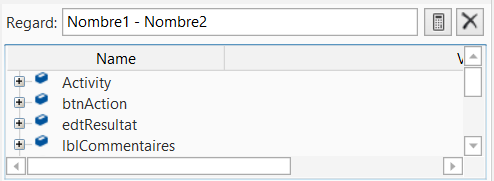 Regard: Nombre1 - Nombre2
Name V
Activity
btnAction
edtResultat
lblCommentaires